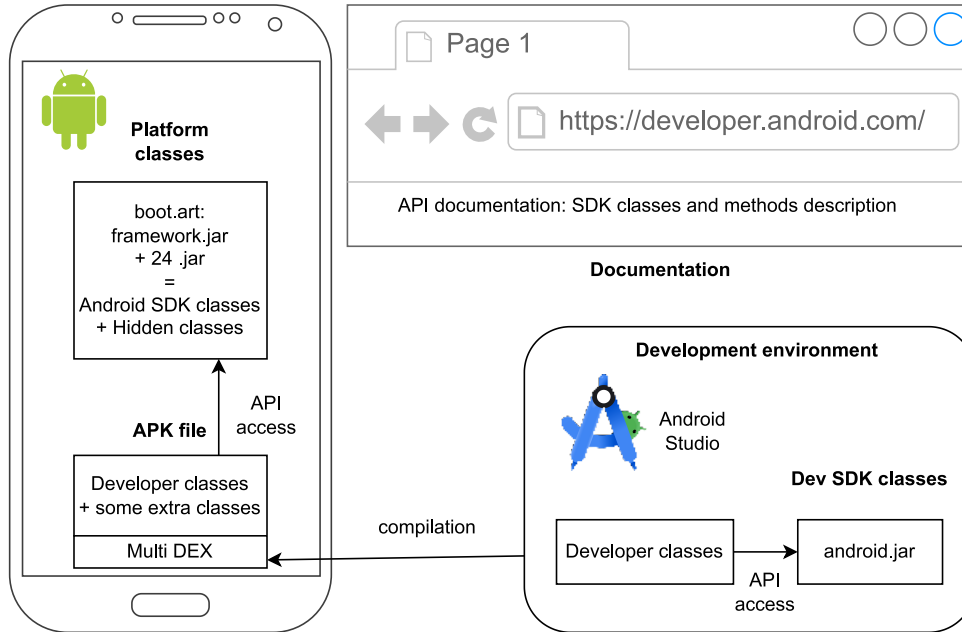 Platform
classes
boot.art:
framework.jar
+ 24 .jar
=
Android SDK classes
+ Hidden classes
API
access
APK file
Developer classes
+ some extra classes
Multi DEX
Page 1
https://developer.android.com/
API documentation: SDK classes and methods description
Documentation
compilation
Development environment
Android
Studio
Dev SDK classes
Developer classes
API
access
android.jar